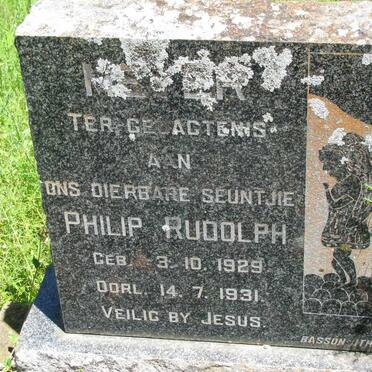 TER GEDAGTENIS
AAN
ONS DIERBARE SEUNTJIE
PHILIP RUDOLPH
GEB. 3. 10. 1929
OORL. 14. 7. 1931.
VEILIG BY JESUS.
BASSON